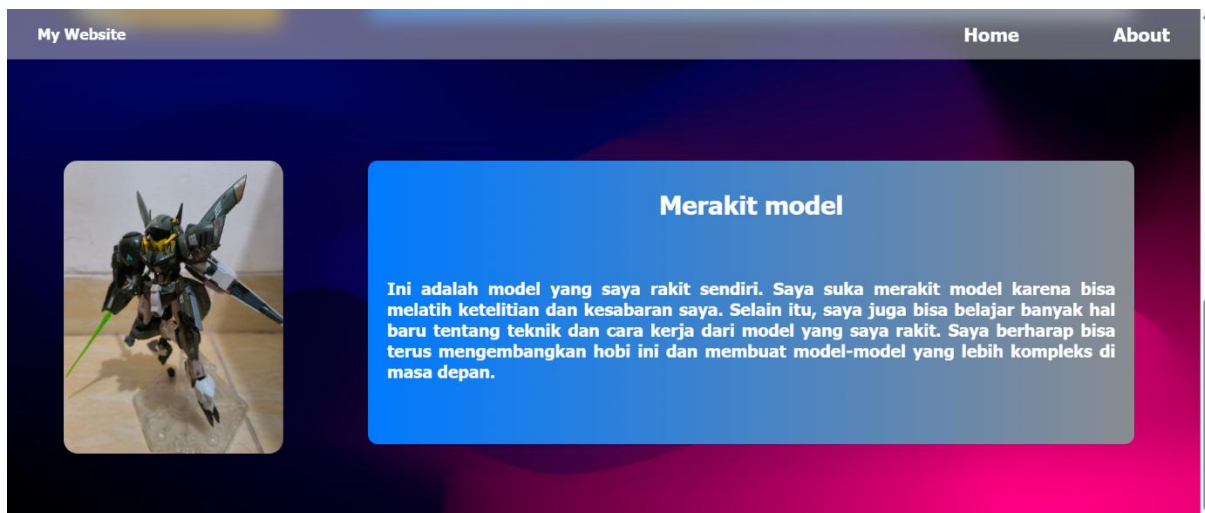 My Website
Home
About
Merakit model
Ini adalah model yang saya rakit sendiri. Saya suka merakit model karena bisa
melatih ketelitian dan kesabaran saya. Selain itu, saya juga bisa belajar banyak hal
baru tentang teknik dan cara kerja dari model yang saya rakit. Saya berharap bisa
terus mengembangkan hobi ini dan membuat model-model yang lebih kompleks di
masa depan.